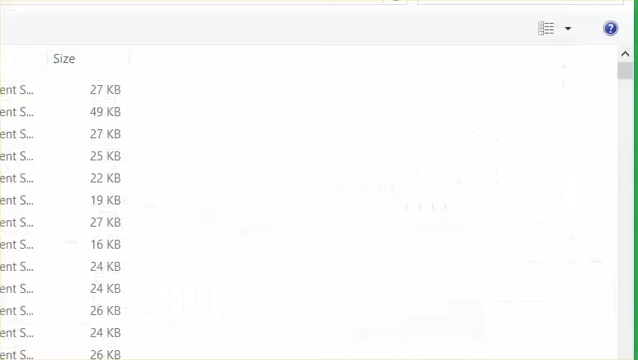 Size
ent S... 27 KB
ent S... 49 KB
ent S... 27 KB
ent S... 25 KB
ent S... 22 KB
ent S... 19 KB
ent S... 27 KB
ent S... 16 KB
ent S... 24 KB
ent S... 24 KB
ent S... 26 KB
ent S... 24 KB
ent S... 26 KB